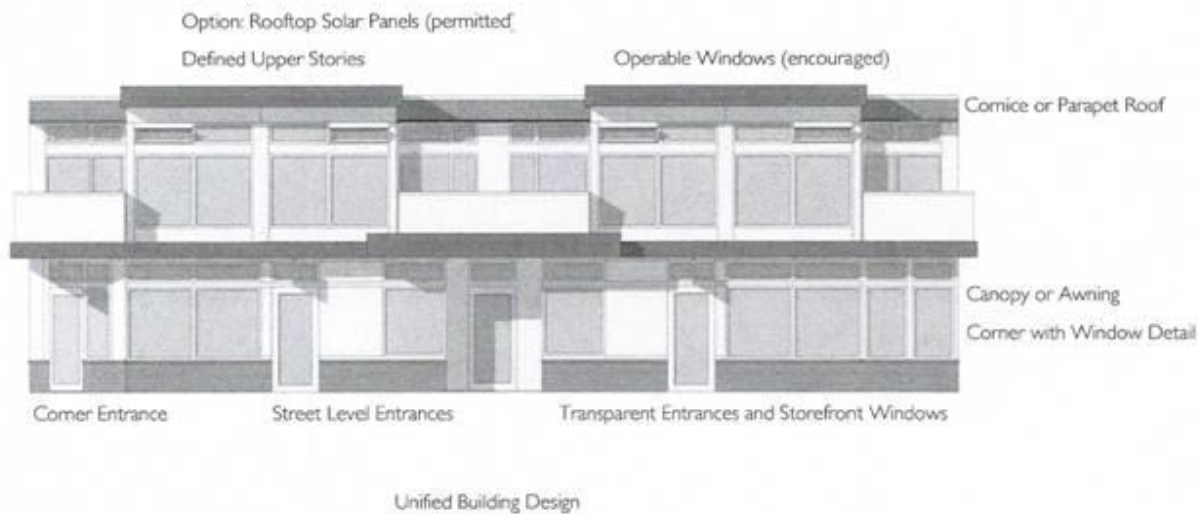 Option: Rooftop Solar Panels (permitted
Defined Upper Stories
Operable Windows (encouraged)
Cornice or Parapet Roof
Canopy or Awning
Corner with Window Detail
Corner Entrance
Street Level Entrances
Transparent Entrances and Storefront Windows
Unified Building Design